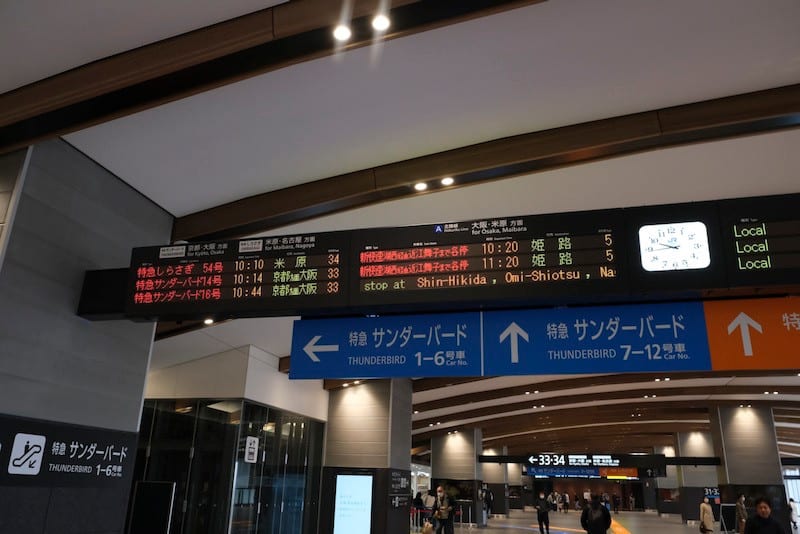 京都・大阪 方面
for Kyoto, Osaka
米原・名古屋 方面
for Maibara, Nagoya
特急しらさぎ 54号 10:10 米原 34
特急サンダーバード14号 10:14 京都方面大阪 33
特急サンダーバード16号 10:44 京都方面大阪 33
A 北陸線
大阪・米原 方面
for Osaka, Maibara
新快速湖西経由近江舞子まで各停 10:20 姫路 5
新快速湖西経由近江舞子まで各停 11:20 姫路 5
stop at Shin-Hikida , Omi-Shiotsu , Na
Local
Local
Local
← 特急 サンダーバード 1-6号車
THUNDERBIRD Car No.
↑ 特急 サンダーバード 7-12号車
THUNDERBIRD Car No.
↑ 特
特急 サンダーバード
THUNDERBIRD 1-6号車
Car No.
←33·34
31·